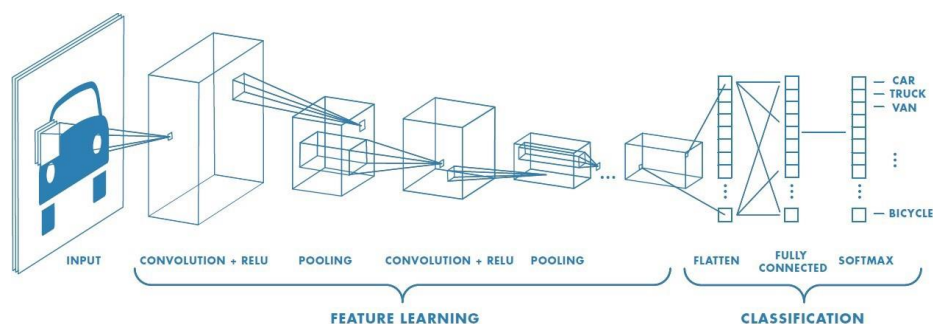 CAR
TRUCK
VAN
BICYCLE
INPUT
CONVOLUTION + RELU
POOLING
CONVOLUTION + RELU
POOLING
FLATTEN
FULLY
CONNECTED
SOFTMAX
FEATURE LEARNING
CLASSIFICATION